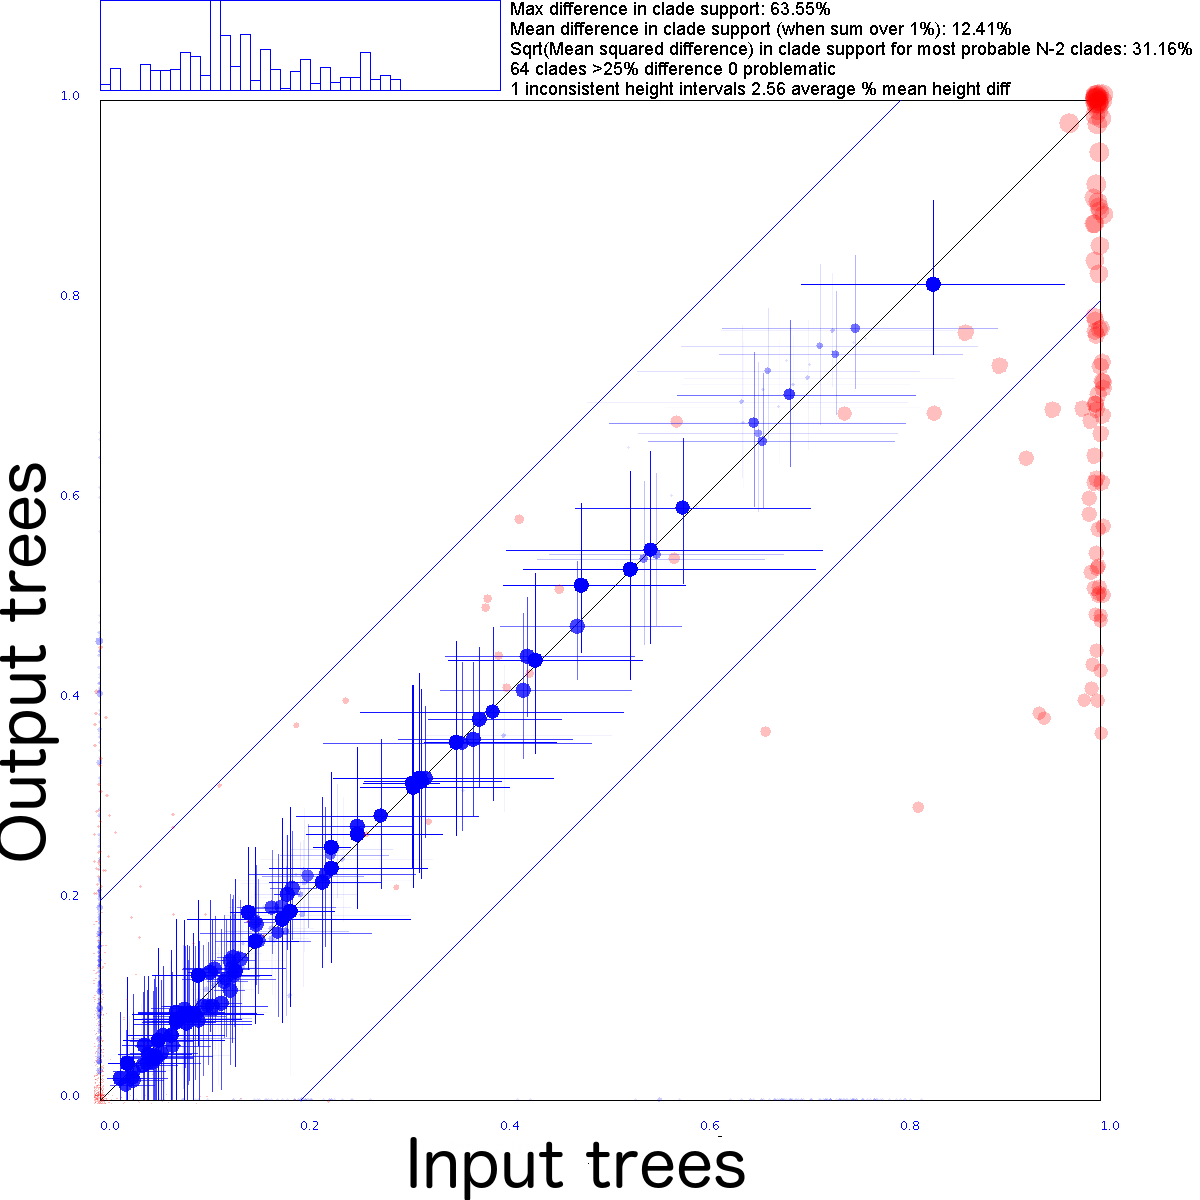 Max difference in clade support: 63.55%
Mean difference in clade support (when sum over 1%): 12.41%
Sqrt(Mean squared difference) in clade support for most probable N-2 clades: 31.16%
64 clades >25% difference 0 problematic
1 inconsistent height intervals 2.56 average % mean height diff
1.0
0.8
0.6
0.4
0.2
0.0
Output trees
0.0 0.2 0.4 0.6 0.8 1.0
Input trees